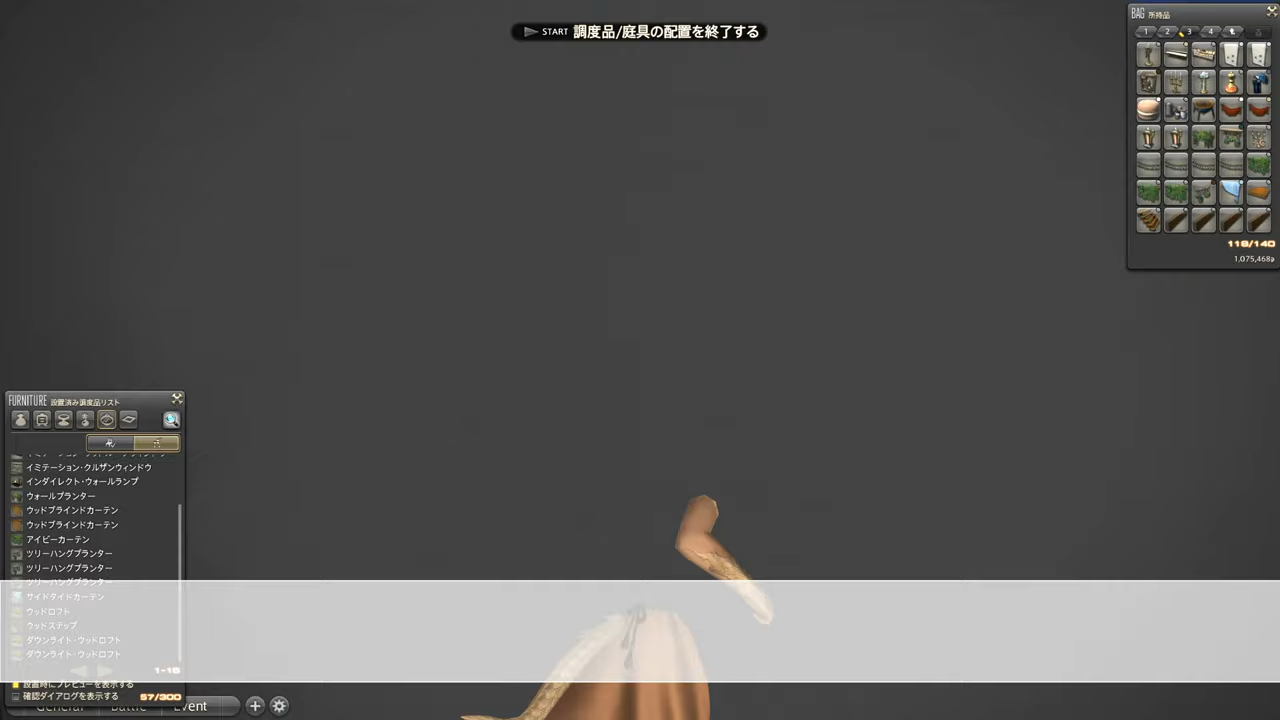 START 調度品/庭具の配置を終了する
BAG 所持品
1 2 3 4
118/140
1,075,468
FURNITURE 設置済み調度品リスト
イミテーション・クルザンウィンドウ
インダイレクト・ウォールランプ
ウォールプランター
ウッドブラインドカーテン
ウッドブラインドカーテン
アイビーカーテン
ツリーハングプランター
ツリーハングプランター
ツリーハングプランター
サイドタイドカーテン
ウッドロフト
ウッドステップ
ダウンライト・ウッドロフト
ダウンライト・ウッドロフト
1-15
設置時にプレビューを表示する
確認ダイアログを表示する 57/300
General Battle Event